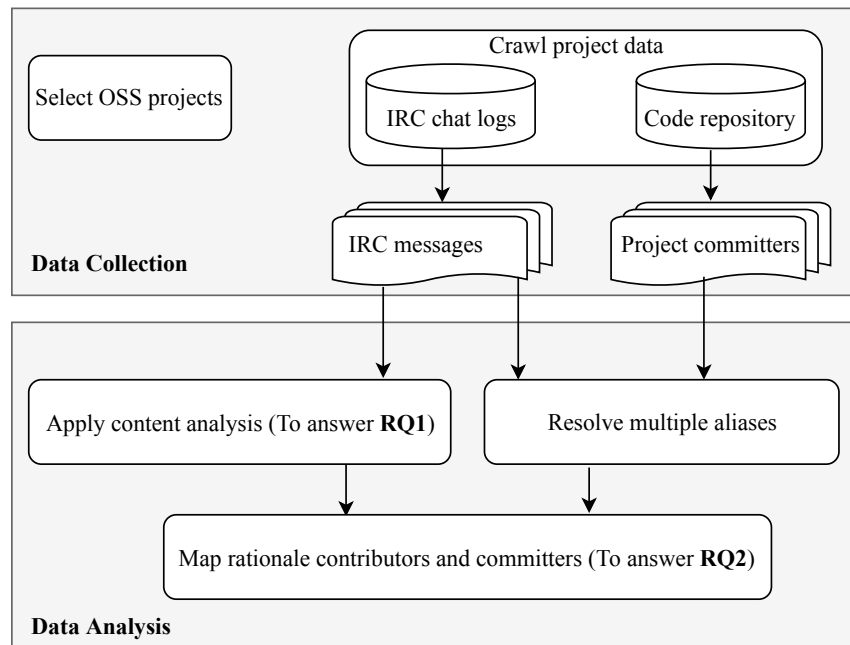 Crawl project data
Select OSS projects
IRC chat logs
Code repository
IRC messages
Project committers
Data Collection
Apply content analysis (To answer RQ1)
Resolve multiple aliases
Map rationale contributors and committers (To answer RQ2)
Data Analysis